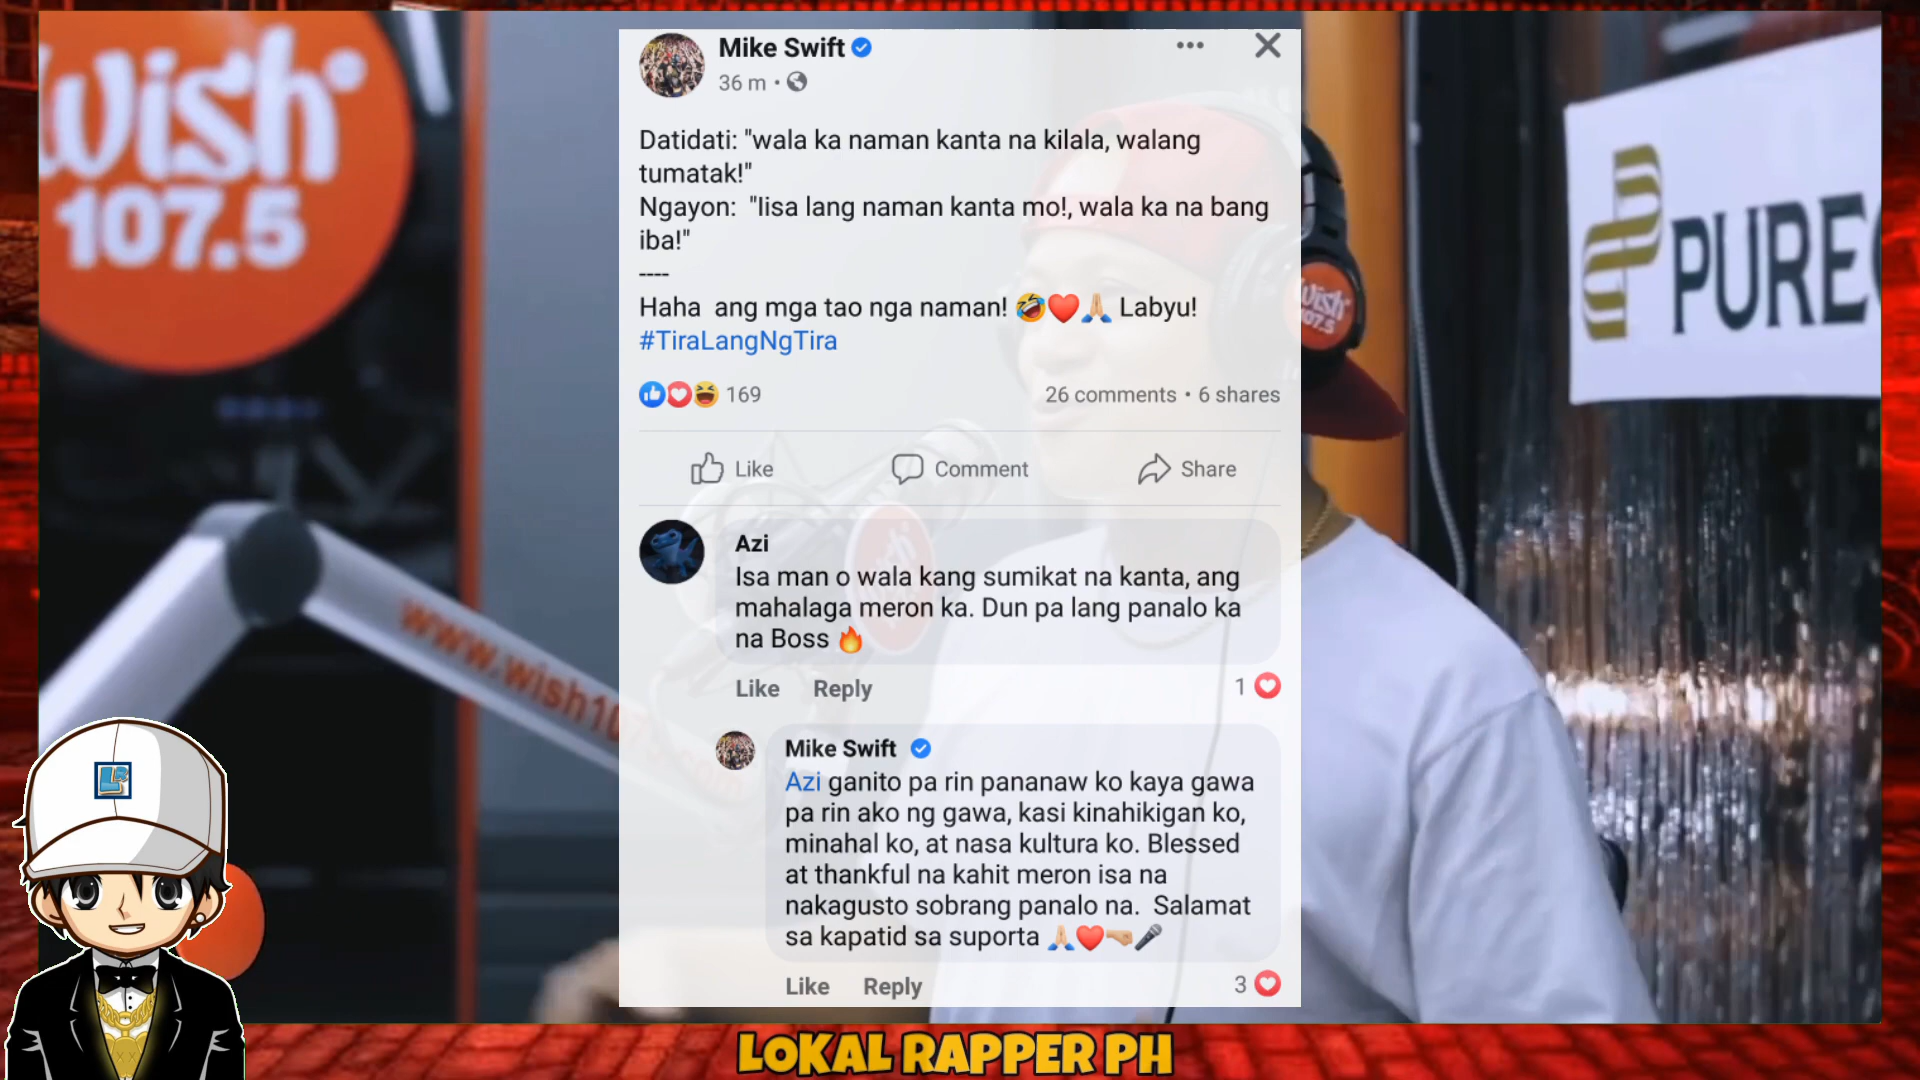 Wish
107.5
www.wish10
Wish
107.5
PURE
Mike Swift
36 m
Datidati: "wala ka naman kanta na kilala, walang
tumatak!"
Ngayon:  "Iisa lang naman kanta mo!, wala ka na bang
iba!"
----
Haha  ang mga tao nga naman! 🤣❤️🙏🏼 Labyu!
#TiraLangNgTira
169
26 comments • 6 shares
Like Comment Share
Azi
Isa man o wala kang sumikat na kanta, ang
mahalaga meron ka. Dun pa lang panalo ka
na Boss 🔥
Like Reply 1
Mike Swift
Azi ganito pa rin pananaw ko kaya gawa
pa rin ako ng gawa, kasi kinahikigan ko,
minahal ko, at nasa kultura ko. Blessed
at thankful na kahit meron isa na
nakagusto sobrang panalo na.  Salamat
sa kapatid sa suporta 🙏🏼❤️🤜🏼🎤
Like Reply 3
LOKAL RAPPER PH